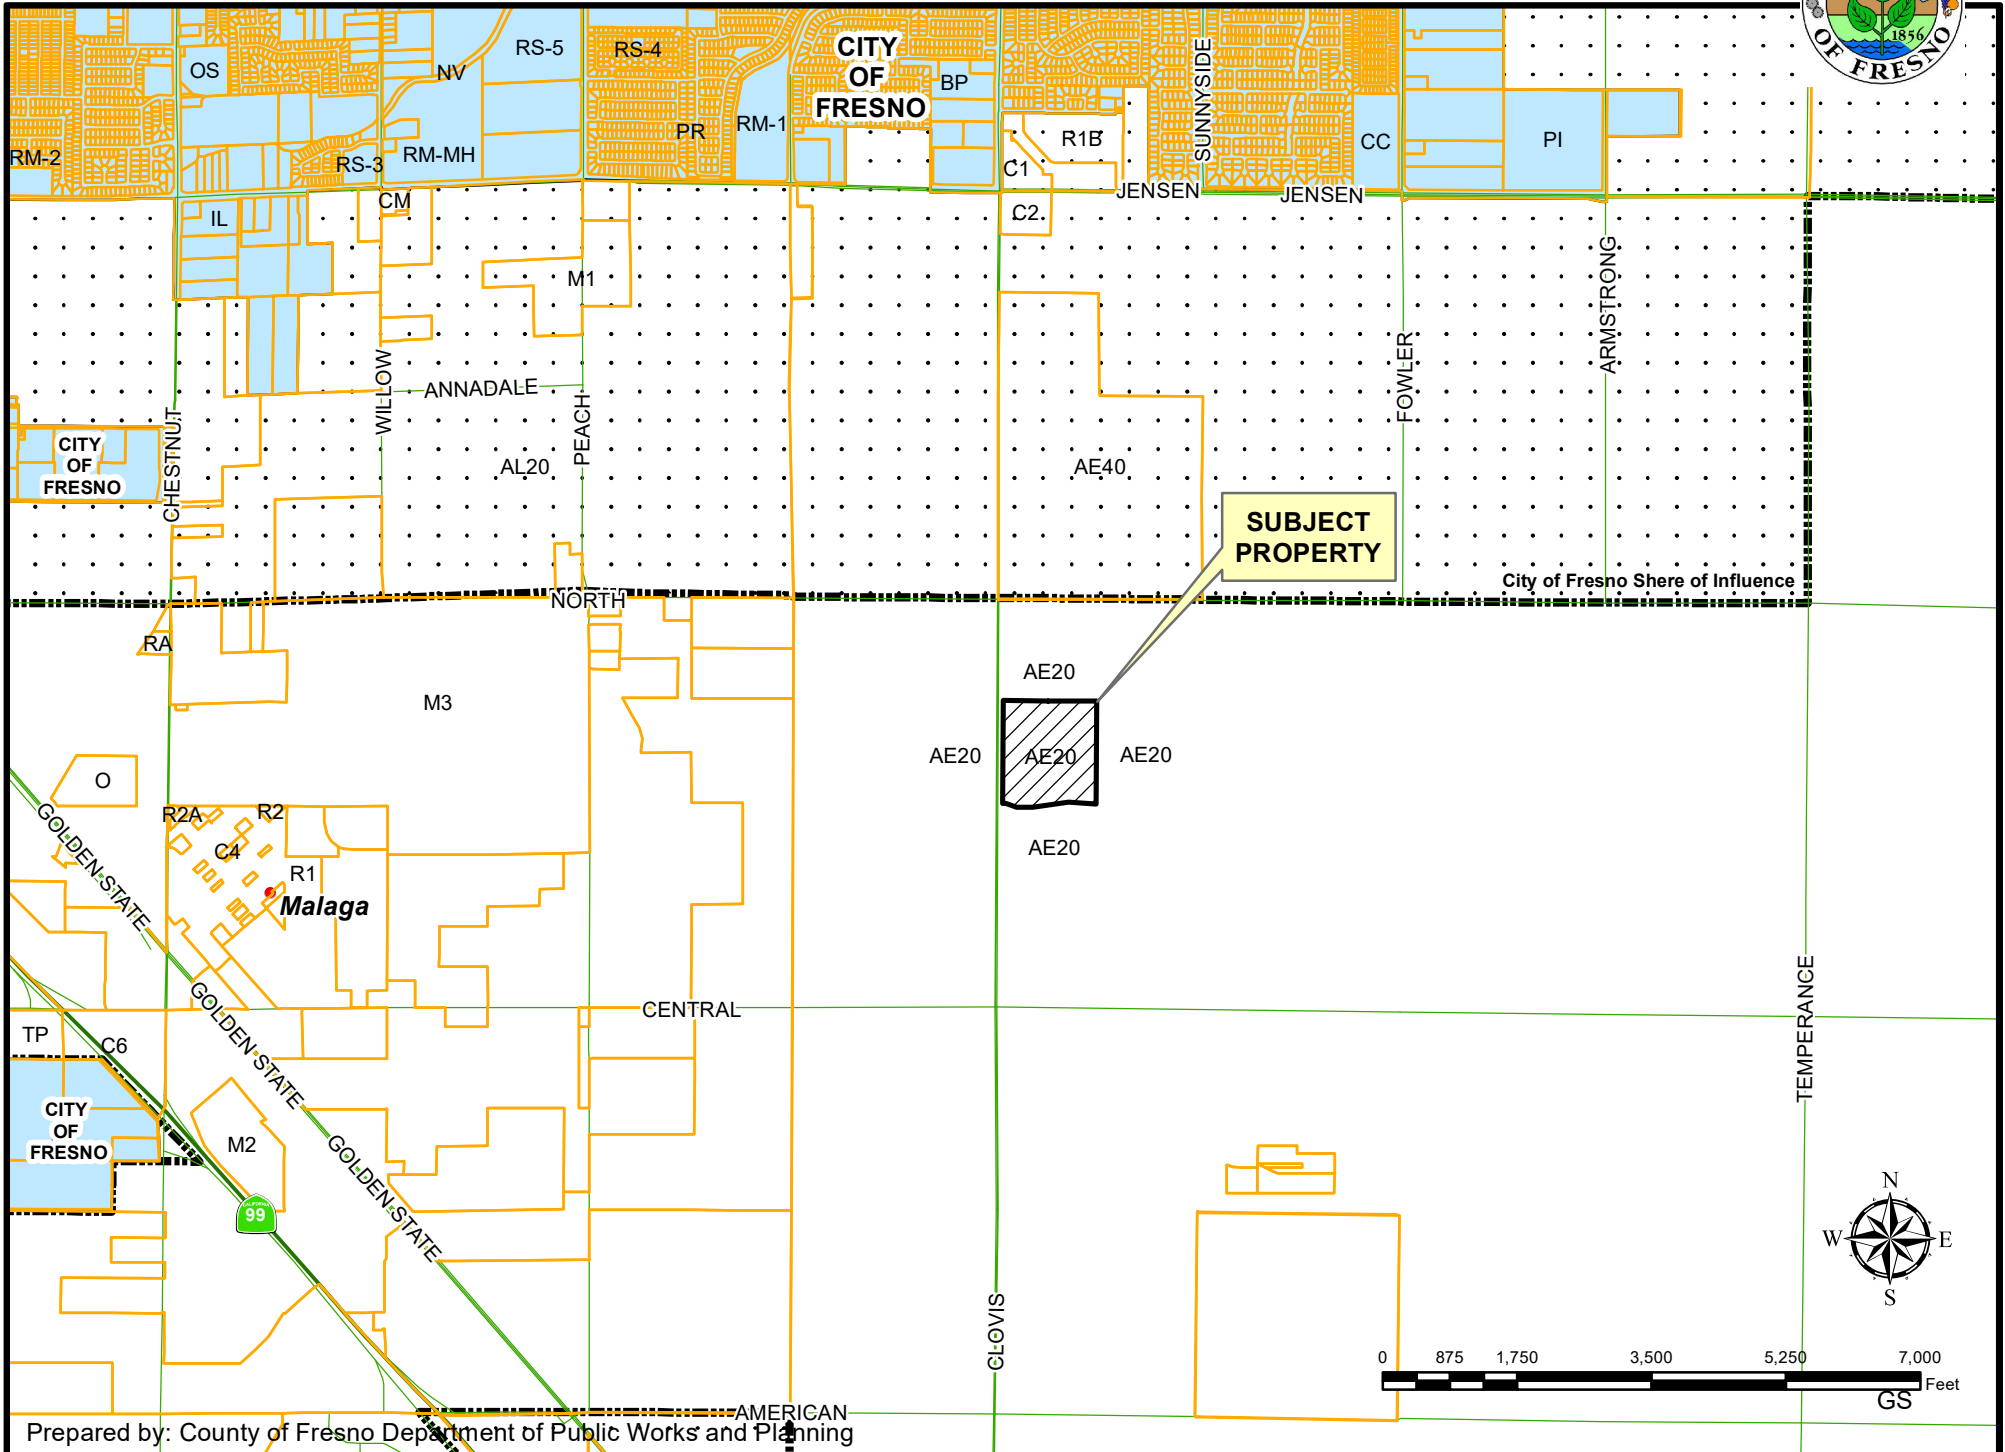 1856
OF FRESNO
RS-5
RS-4
CITY
OF
FRESNO
SUNNYSIDE
OS
NV
BP
RM-2
RS-3
RM-MH
PR
RM-1
R1B
CC
PI
C1
JENSEN
JENSEN
IL
CM
C2
M1
ARMSTRONG
WILLOW
ANNADALE
PEACH
FOWLER
CHESTNUT
CITY
OF
FRESNO
AL20
AE40
SUBJECT
PROPERTY
City of Fresno Shere of Influence
NORTH
RA
M3
AE20
AE20
AE20
AE20
AE20
O
R2A
R2
C4
R1
Malaga
GOLDEN STATE
GOLDEN STATE
GOLDEN STATE
CENTRAL
TEMPERANCE
TP
C6
CITY
OF
FRESNO
M2
CALIFORNIA
99
CLOVIS
N
W
E
S
0 875 1,750 3,500 5,250 7,000
Feet
GS
AMERICAN
Prepared by: County of Fresno Department of Public Works and Planning